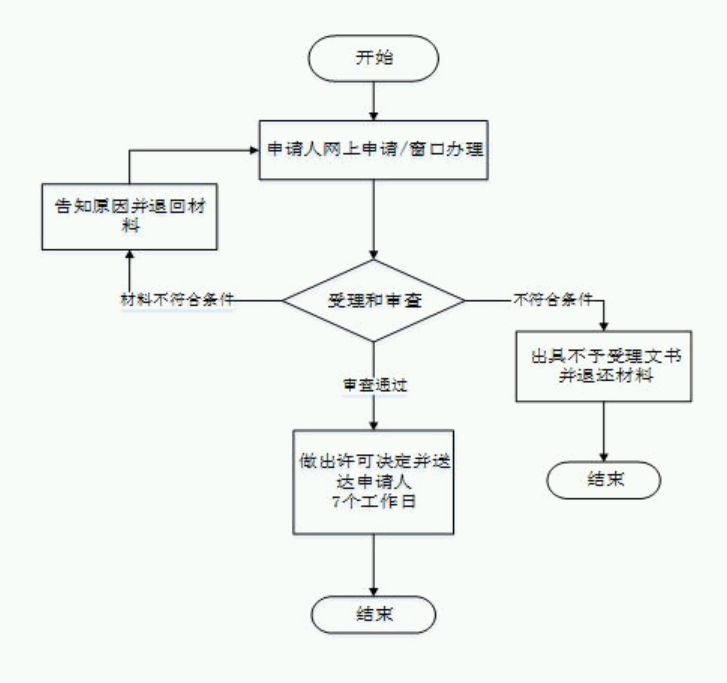 开始
申请人网上申请/窗口办理
告知原因并退回材
料
受理和审查
材料不符合条件
不符合条件
出具不予受理文书
并退还材料
审查通过
做出许可决定并送
达申请人
7个工作日
结束
结束